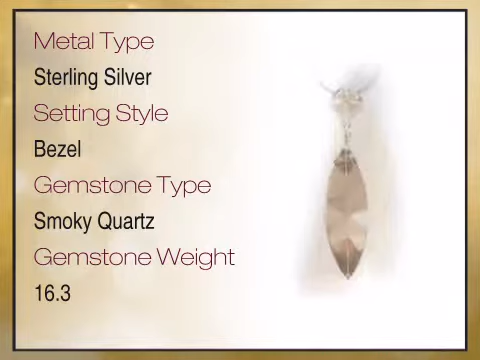 Metal Type
Sterling Silver
Setting Style
Bezel
Gemstone Type
Smoky Quartz
Gemstone Weight
16.3